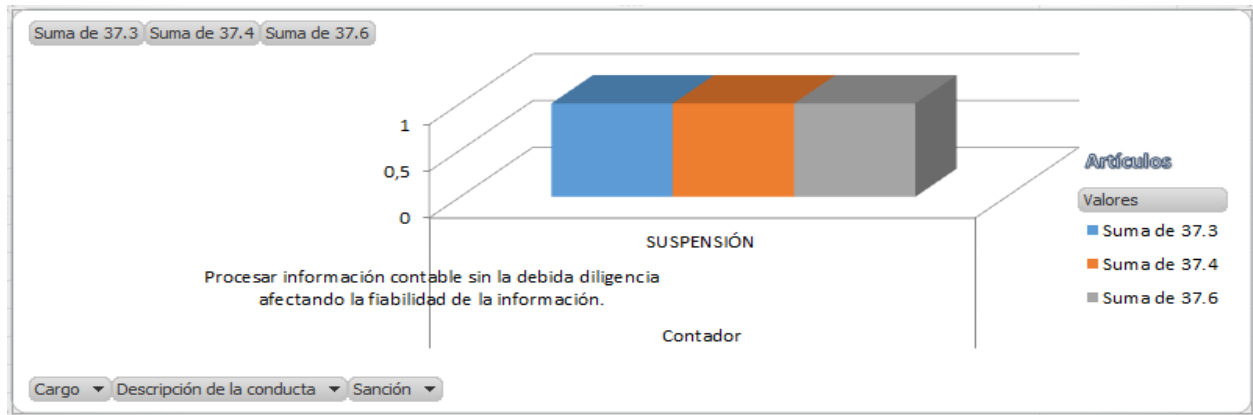 Suma de 37.3 Suma de 37.4 Suma de 37.6
1
0,5
0
SUSPENSIÓN
Procesar información contable sin la debida diligencia
afectando la fiabilidad de la información.
Contador
Artículos
Valores
Suma de 37.3
Suma de 37.4
Suma de 37.6
Cargo Descripción de la conducta Sanción